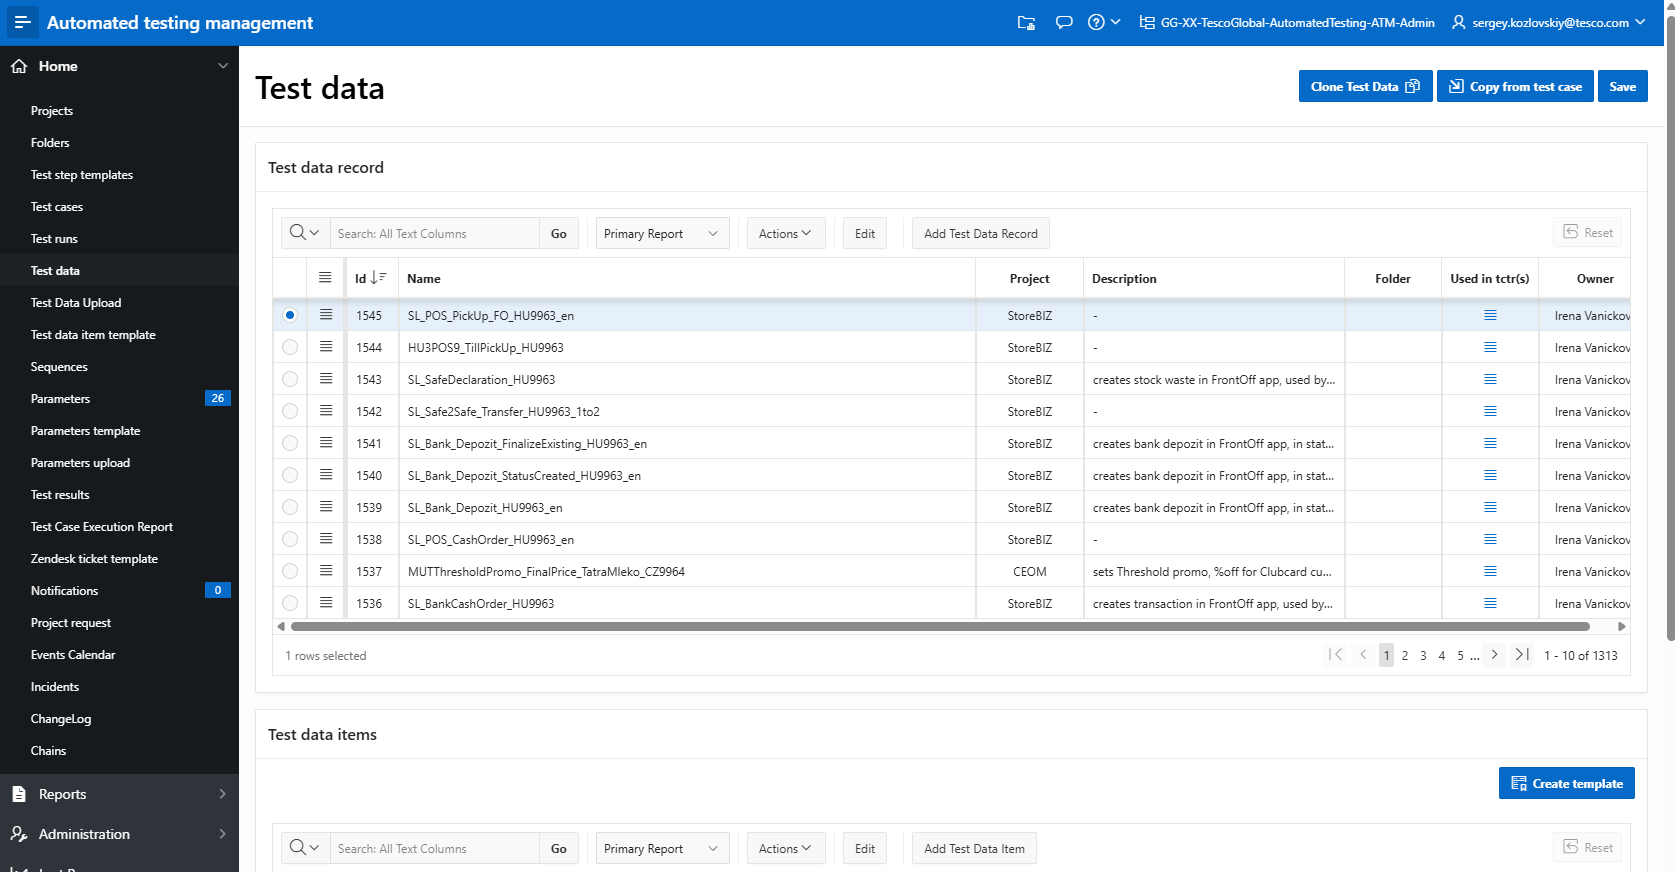 Automated testing management
GG-XX-TescoGlobal-AutomatedTesting-ATM-Admin
sergey.kozlovskiy@tesco.com
Home
Projects
Folders
Test step templates
Test cases
Test runs
Test data
Test Data Upload
Test data item template
Sequences
Parameters 26
Parameters template
Parameters upload
Test results
Test Case Execution Report
Zendesk ticket template
Notifications 0
Project request
Events Calendar
Incidents
ChangeLog
Chains
Reports
Administration
Test data
Clone Test Data Copy from test case Save
Test data record
Search: All Text Columns Go Primary Report Actions Edit Add Test Data Record Reset
Id Name Project Description Folder Used in tctr(s) Owner
1545 SL_POS_PickUp_FO_HU9963_en StoreBIZ - Irena Vanickov
1544 HU3POS9_TillPickUp_HU9963 StoreBIZ - Irena Vanickov
1543 SL_SafeDeclaration_HU9963 StoreBIZ creates stock waste in FrontOff app, used by... Irena Vanickov
1542 SL_Safe2Safe_Transfer_HU9963_1to2 StoreBIZ - Irena Vanickov
1541 SL_Bank_Depozit_FinalizeExisting_HU9963_en StoreBIZ creates bank depozit in FrontOff app, in stat... Irena Vanickov
1540 SL_Bank_Depozit_StatusCreated_HU9963_en StoreBIZ creates bank depozit in FrontOff app, in stat... Irena Vanickov
1539 SL_Bank_Depozit_HU9963_en StoreBIZ creates bank depozit in FrontOff app, in stat... Irena Vanickov
1538 SL_POS_CashOrder_HU9963_en StoreBIZ - Irena Vanickov
1537 MUTThresholdPromo_FinalPrice_TatraMleko_CZ9964 CEOM sets Threshold promo, %off for Clubcard cu... Irena Vanickov
1536 SL_BankCashOrder_HU9963 StoreBIZ creates transaction in FrontOff app, used by... Irena Vanickov
1 rows selected 1 2 3 4 5 ... 1 - 10 of 1313
Test data items
Create template
Search: All Text Columns Go Primary Report Actions Edit Add Test Data Item Reset